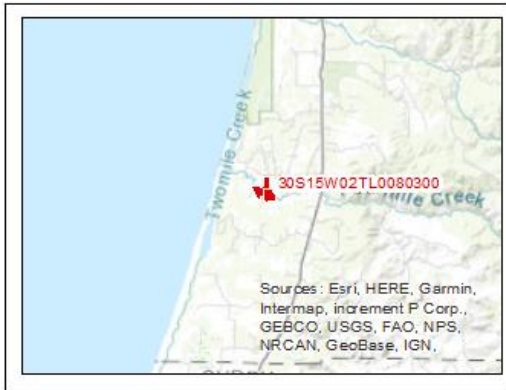 Twomile Creek
30S15W02TL0080300
mile Creek
Sources: Esri, HERE, Garmin,
Intermap, increment P Corp.,
GEBCO, USGS, FAO, NPS,
NRCAN, GeoBase, IGN,